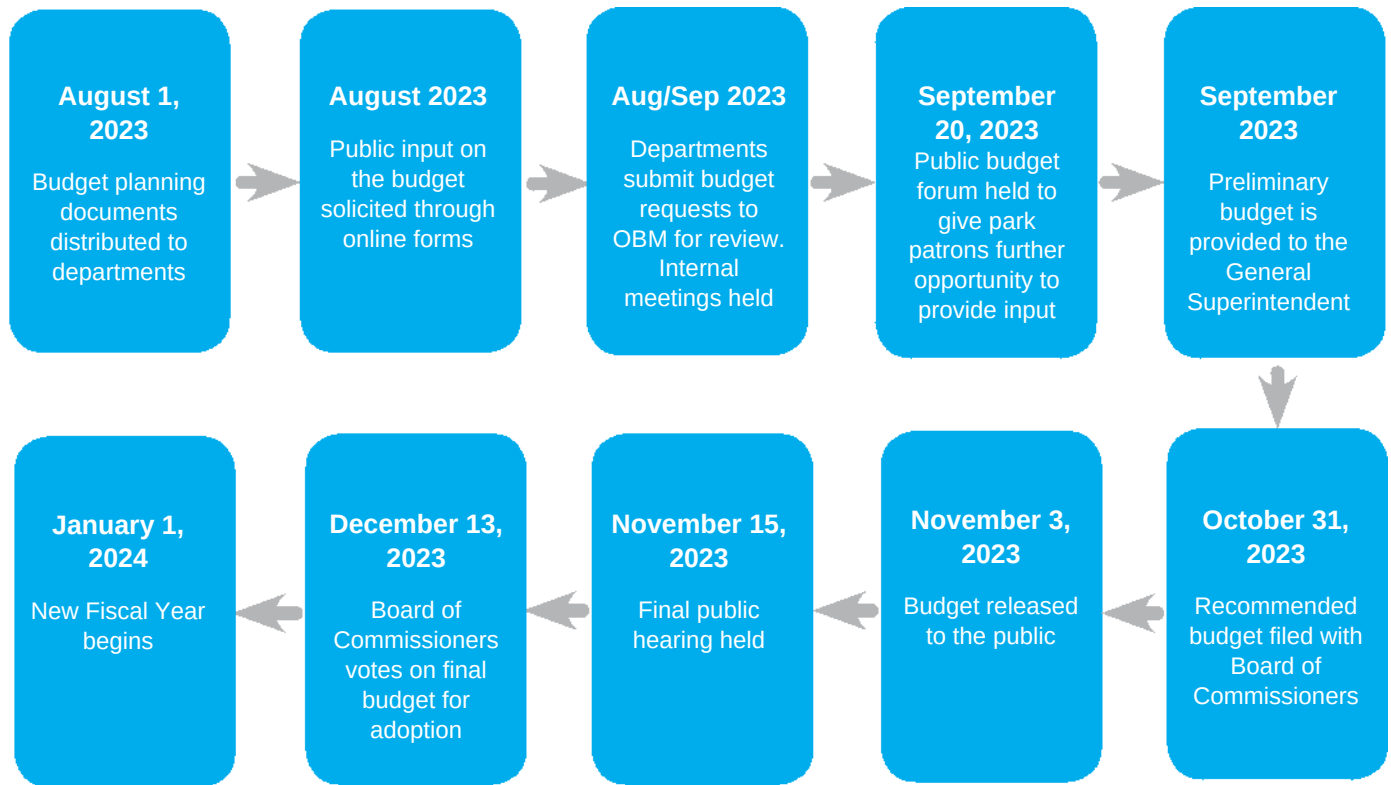 August 1,
2023
Budget planning
documents
distributed to
departments
August 2023
Public input on
the budget
solicited through
online forms
Aug/Sep 2023
Departments
submit budget
requests to
OBM for review.
Internal
meetings held
September
20, 2023
Public budget
forum held to
give park
patrons further
opportunity to
provide input
September
2023
Preliminary
budget is
provided to the
General
Superintendent
October 31,
2023
Recommended
budget filed with
Board of
Commissioners
November 3,
2023
Budget released
to the public
November 15,
2023
Final public
hearing held
December 13,
2023
Board of
Commissioners
votes on final
budget for
adoption
January 1,
2024
New Fiscal Year
begins